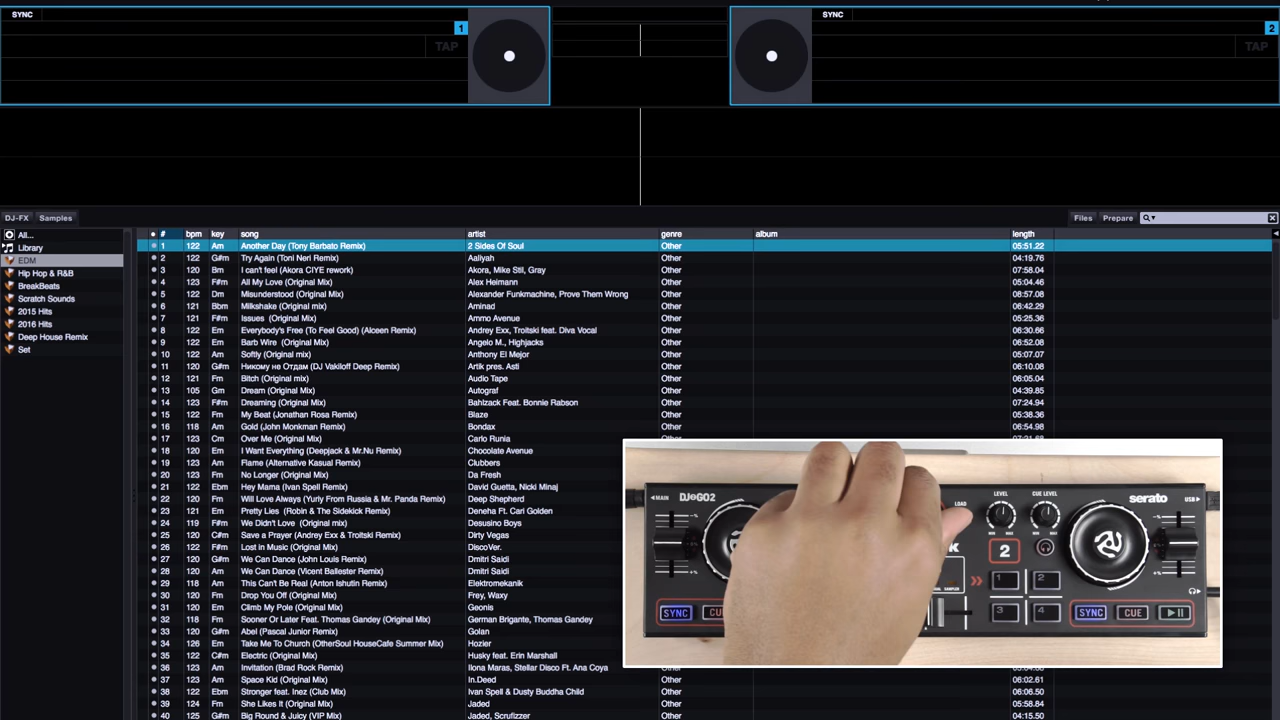 SYNC
1
TAP
SYNC
2
TAP
DJ-FX Samples
Files Prepare
All...
Library
EDM
Hip Hop & R&B
BreakBeats
Scratch Sounds
2015 Hits
2016 Hits
Deep House Remix
Set
# bpm key song artist genre album length
1 122 Am Another Day (Tony Barbato Remix) 2 Sides Of Soul Other 05:51.22
2 122 G#m Try Again (Toni Neri Remix) Aaliyah Other 04:19.76
3 120 Bm I can't feel (Akora CIYE rework) Akora, Mike Stil, Gray Other 07:58.04
4 123 F#m All My Love (Original Mix) Alex Heimann Other 05:04.46
5 122 Dm Misunderstood (Original Mix) Alexander Funkmachine, Prove Them Wrong Other 08:57.08
6 121 Bbm Milkshake (Original mix) Aminad Other 06:42.29
7 121 F#m Issues (Original Mix) Ammo Avenue Other 05:25.36
8 122 Em Everybody's Free (To Feel Good) (Alceen Remix) Andrey Exx, Troitski feat. Diva Vocal Other 06:30.66
9 122 Em Barb Wire (Original Mix) Angelo M., Highjacks Other 06:52.08
10 122 Am Softly (Original mix) Anthony El Mejor Other 05:07.07
11 120 G#m Никому не Отдам (DJ Vakiloff Deep Remix) Artik pres. Asti Other 06:10.08
12 121 Fm Bitch (Original Mix) Audio Tape Other 06:05.04
13 105 Gm Dream (Original Mix) Autograf Other 04:39.85
14 123 F#m Dreaming (Original Mix) Bahlzack Feat. Bonnie Rabson Other 07:24.94
15 122 Fm My Beat (Jonathan Rosa Remix) Blaze Other 05:38.36
16 118 Am Gold (John Monkman Remix) Bondax Other 06:54.98
17 123 Cm Over Me (Original Mix) Carlo Runia Other
18 120 Em I Want Everything (Deepjack & Mr.Nu Remix) Chocolate Avenue
19 123 Am Flame (Alternative Kasual Remix) Clubbers
20 123 Fm No Longer (Original Mix) Da Fresh
21 122 Ebm Hey Mama (Ivan Spell Remix) David Guetta, Nicki Minaj
22 120 Fm Will Love Always (Yurly From Russia & Mr. Panda Remix) Deep Shepherd
23 121 Em Pretty Lies (Robin & The Sidekick Remix) Deneha Ft. Carl Golden
24 119 Fm We Didn't Love (Original mix) Desusino Boys
25 120 C#m Save a Prayer (Andrey Exx & Troitski Remix) Dirty Vegas
26 122 Fm Lost in Music (Original Mix) DiscoVer.
27 120 G#m We Can Dance (John Louis Remix) Dmitri Saidi
28 120 Am We Can Dance (Vicent Ballester Remix) Dmitri Saidi
29 118 Am This Can't Be Real (Anton Ishutin Remix) Elektromekanik
30 120 Fm Drop You Off (Original Mix) Frey, Waxy
31 120 Em Climb My Pole (Original Mix) Geonis
32 118 Fm Sooner Or Later Feat. Thomas Gandey (Original Mix) German Brigante, Thomas Gandey
33 120 G#m Abel (Pascal Junior Remix) Golan
34 126 Em Take Me To Church (OtherSoul HouseCafe Summer Mix) Hozier
35 122 C#m Electric (Original Mix) Husky feat. Erin Marshall
36 123 Am Invitation (Brad Rock Remix) Ilona Maras, Stellar Disco Ft. Ana Coya
37 123 Am Space Kid (Original Mix) In.Deed Other 06:02.61
38 122 Ebm Stronger feat. Inez (Club Mix) Ivan Spell & Dusty Buddha Child Other 06:06.50
39 124 Fm She Likes It (Original Mix) Jaded Other 05:58.84
40 125 G#m Big Round & Juicy (VIP Mix) Jaded, Scrufizzer Other 04:15.50
MAIN DJ2GO2 LOAD LEVEL CUE LEVEL serato USB
2
1 2
3 4
SYNC
SYNC CUE